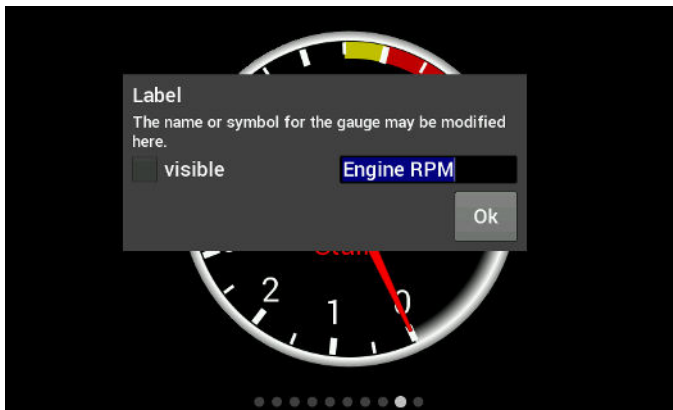 Label
The name or symbol for the gauge may be modified
here.
visible
Engine RPM
Ok
2
1
0